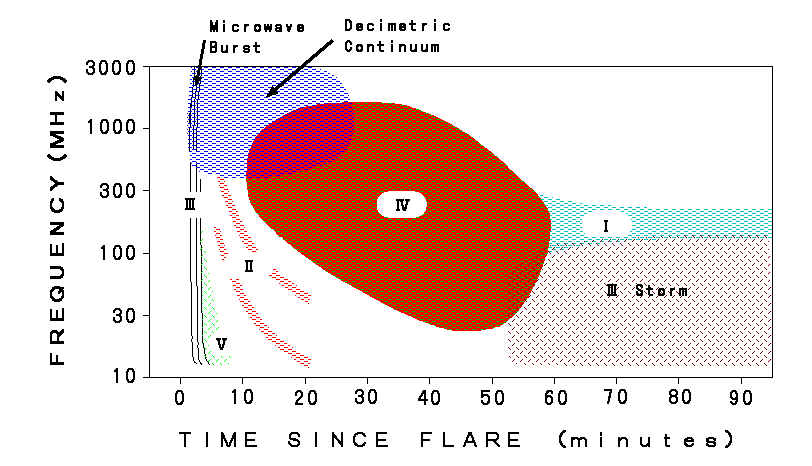 Microwave
Burst
Decimetric
Continuum
FREQUENCY (MHz)
3000
1000
300
100
30
10
III
IV
I
II
III Storm
V
0 10 20 30 40 50 60 70 80 90
TIME SINCE FLARE (minutes)